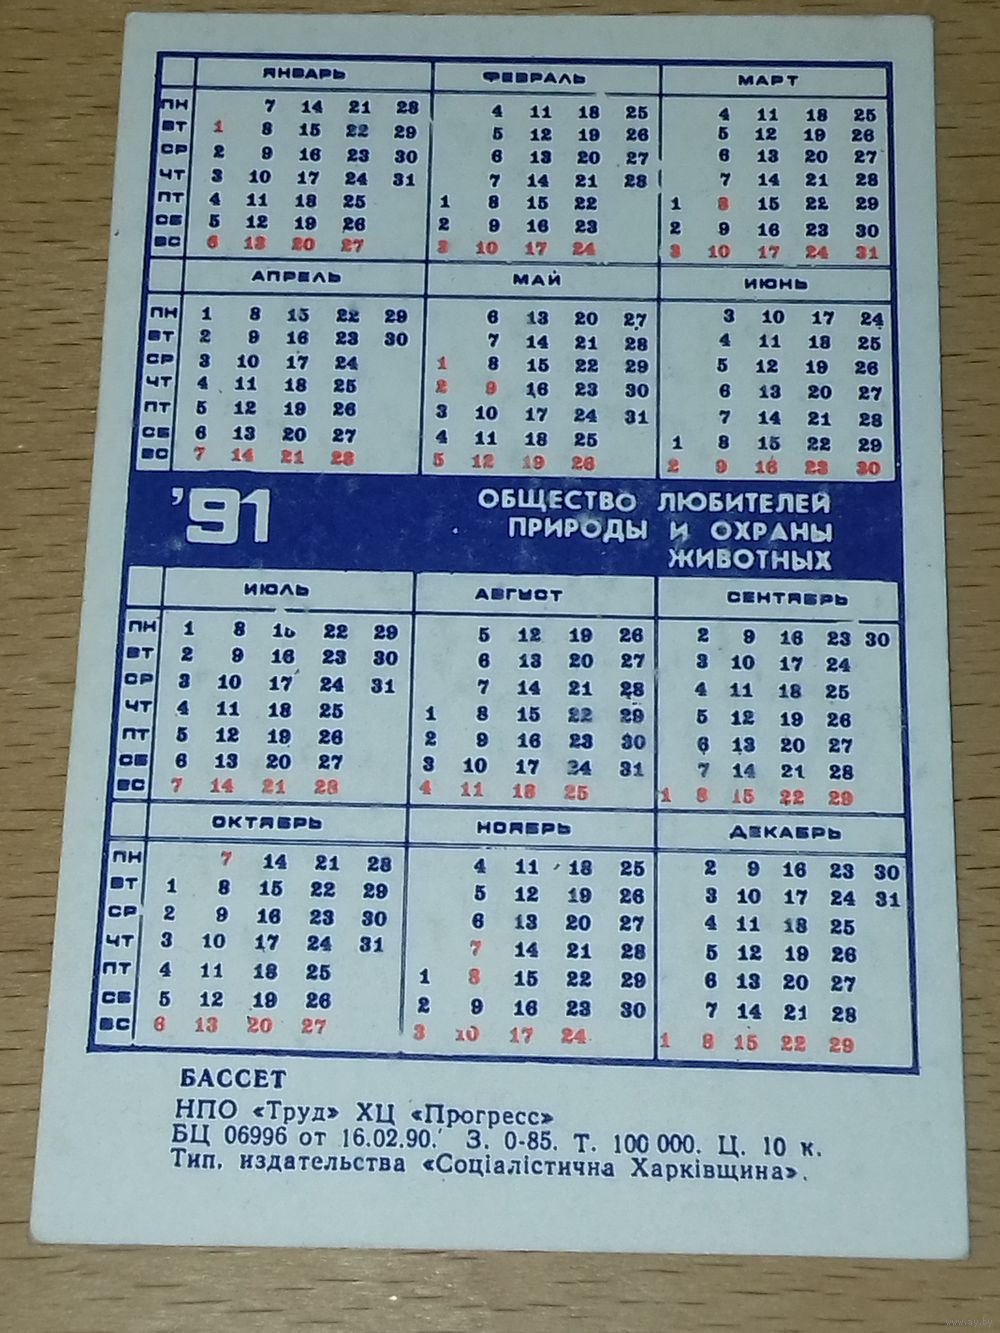 ЯНВАРЬ ФЕВРАЛЬ МАРТ
ПН 7 14 21 28 4 11 18 25 4 11 18 25
ВТ 1 8 15 22 29 5 12 19 26 5 12 19 26
СР 2 9 16 23 30 6 13 20 27 6 13 20 27
ЧТ 3 10 17 24 31 7 14 21 28 7 14 21 28
ПТ 4 11 18 25 1 8 15 22 1 8 15 22 29
СБ 5 12 19 26 2 9 16 23 2 9 16 23 30
ВС 6 13 20 27 3 10 17 24 3 10 17 24 31
АПРЕЛЬ МАЙ ИЮНЬ
ПН 1 8 15 22 29 6 13 20 27 3 10 17 24
ВТ 2 9 16 23 30 7 14 21 28 4 11 18 25
СР 3 10 17 24 1 8 15 22 29 5 12 19 26
ЧТ 4 11 18 25 2 9 16 23 30 6 13 20 27
ПТ 5 12 19 26 3 10 17 24 31 7 14 21 28
СБ 6 13 20 27 4 11 18 25 1 8 15 22 29
ВС 7 14 21 28 5 12 19 26 2 9 16 23 30
'91 ОБЩЕСТВО ЛЮБИТЕЛЕЙ
ПРИРОДЫ И ОХРАНЫ
ЖИВОТНЫХ
ИЮЛЬ АВГУСТ СЕНТЯБРЬ
ПН 1 8 15 22 29 5 12 19 26 2 9 16 23 30
ВТ 2 9 16 23 30 6 13 20 27 3 10 17 24
СР 3 10 17 24 31 7 14 21 28 4 11 18 25
ЧТ 4 11 18 25 1 8 15 22 29 5 12 19 26
ПТ 5 12 19 26 2 9 16 23 30 6 13 20 27
СБ 6 13 20 27 3 10 17 24 31 7 14 21 28
ВС 7 14 21 28 4 11 18 25 1 8 15 22 29
ОКТЯБРЬ НОЯБРЬ ДЕКАБРЬ
ПН 7 14 21 28 4 11 18 25 2 9 16 23 30
ВТ 1 8 15 22 29 5 12 19 26 3 10 17 24 31
СР 2 9 16 23 30 6 13 20 27 4 11 18 25
ЧТ 3 10 17 24 31 7 14 21 28 5 12 19 26
ПТ 4 11 18 25 1 8 15 22 29 6 13 20 27
СБ 5 12 19 26 2 9 16 23 30 7 14 21 28
ВС 6 13 20 27 3 10 17 24 1 8 15 22 29
БАССЕТ
НПО «Труд» ХЦ «Прогресс»
БЦ 06996 от 16.02.90. З. 0-85. Т. 100 000. Ц. 10 к.
Тип. издательства «Соціалістична Харківщина».
www.ay.by